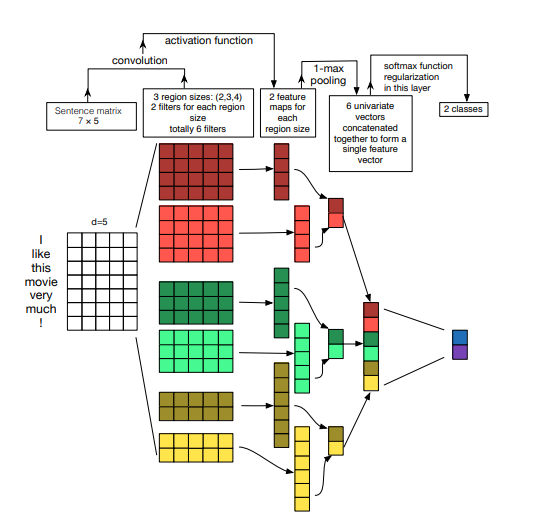 activation function
convolution
1-max
pooling
softmax function
regularization
in this layer
Sentence matrix
7 × 5
3 region sizes: (2,3,4)
2 filters for each region
size
totally 6 filters
2 feature
maps for
each
region size
6 univariate
vectors
concatenated
together to form a
single feature
vector
2 classes
d=5
I
like
this
movie
very
much
!